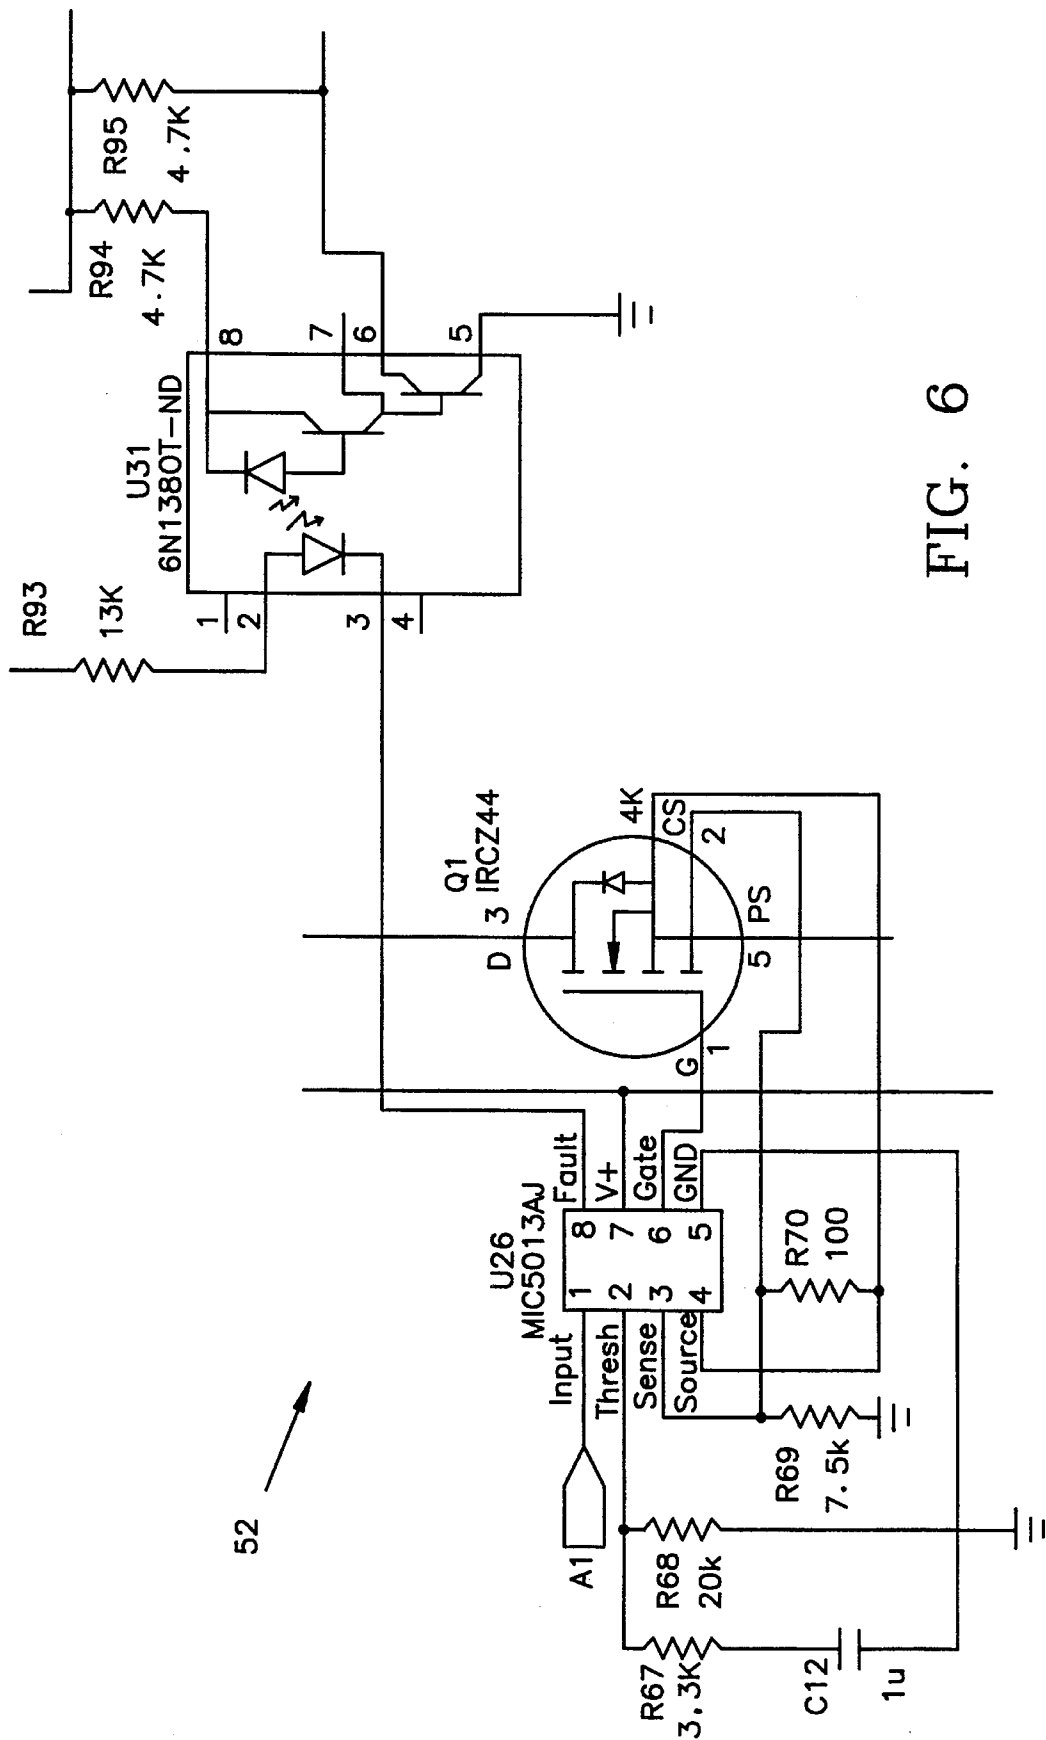 52
A1
R67
3.3K
C12
1u
R68
20k
R69
7.5k
R70
100
U26
MIC5013AJ
Input
Thresh
Sense
Source
1
2
3
4
8
7
6
5
Fault
V+
Gate
GND
Q1
IRCZ44
D
3
G
1
4K
CS
2
PS
5
R93
13K
U31
6N138OT-ND
1
2
3
4
8
7
6
5
R94
4.7K
R95
4.7K
FIG. 6